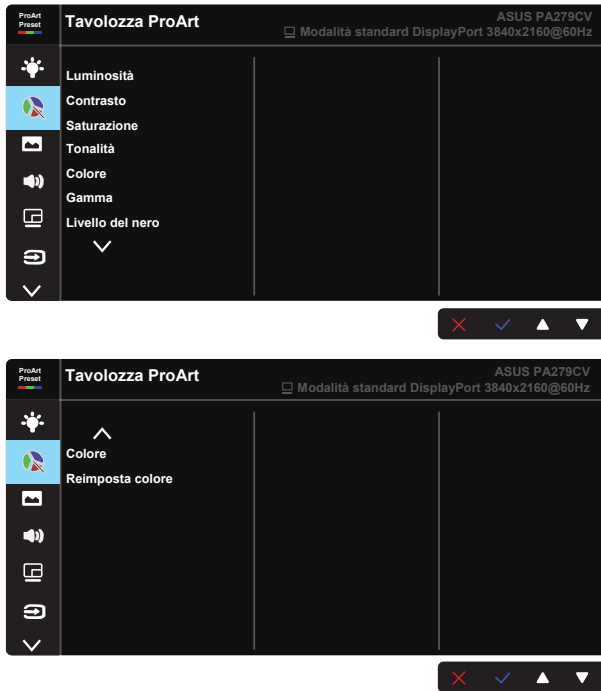 ProArt
Preset
Tavolozza ProArt
ASUS PA279CV
Modalità standard DisplayPort 3840x2160@60Hz
Luminosità
Contrasto
Saturazione
Tonalità
Colore
Gamma
Livello del nero
ProArt
Preset
Tavolozza ProArt
ASUS PA279CV
Modalità standard DisplayPort 3840x2160@60Hz
Colore
Reimposta colore